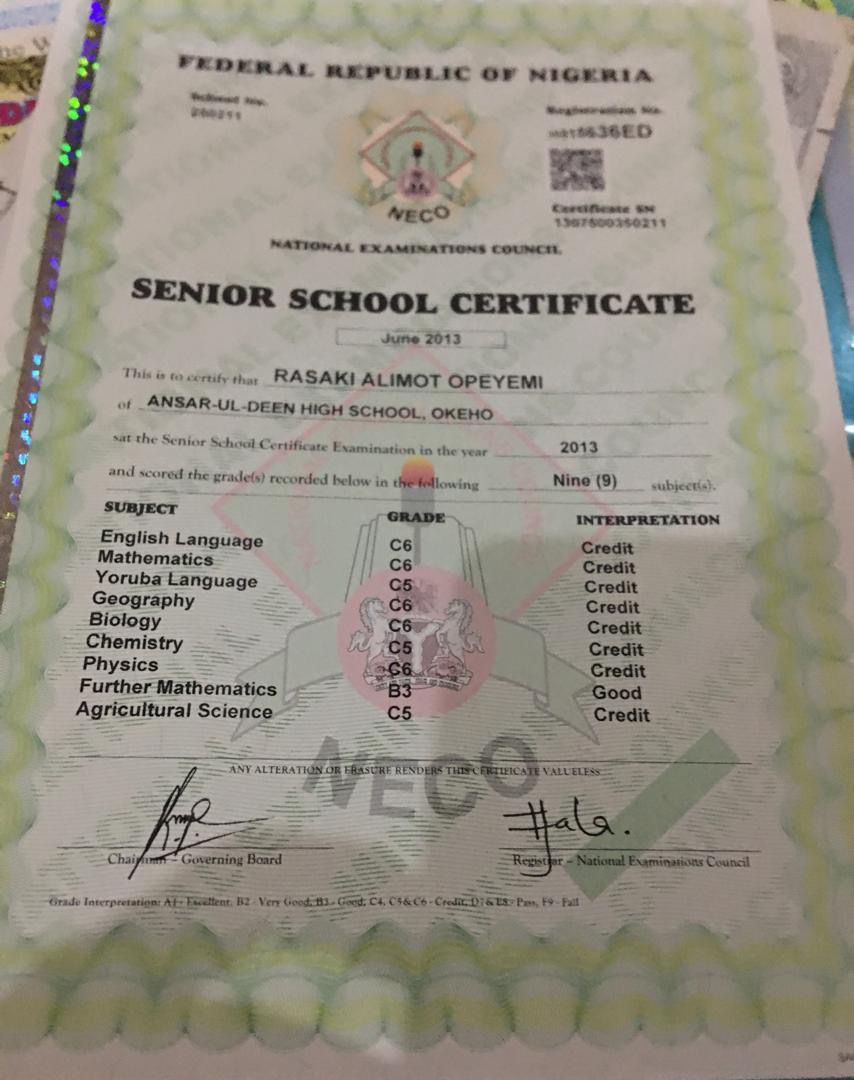 FEDERAL REPUBLIC OF NIGERIA
School No.
Registration No.
NECO
Certificate SN
1307500350211
NATIONAL EXAMINATIONS COUNCIL
SENIOR SCHOOL CERTIFICATE
June 2013
This is to certify that RASAKI ALIMOT OPEYEMI
of ANSAR-UL-DEEN HIGH SCHOOL, OKEHO
sat the Senior School Certificate Examination in the year 2013
and scored the grade(s) recorded below in the following Nine (9) subject(s).
SUBJECT GRADE INTERPRETATION
English Language C6 Credit
Mathematics C6 Credit
Yoruba Language C5 Credit
Geography C6 Credit
Biology C6 Credit
Chemistry C5 Credit
Physics C6 Credit
Further Mathematics B3 Good
Agricultural Science C5 Credit
NECO
ANY ALTERATION OR ERASURE RENDERS THIS CERTIFICATE VALUELESS
Chairman - Governing Board Registrar - National Examinations Council
Grade Interpretation: A1 - Excellent, B2 - Very Good, B3 - Good, C4, C5 & C6 - Credit, D7 & E8 - Pass, F9 - Fail